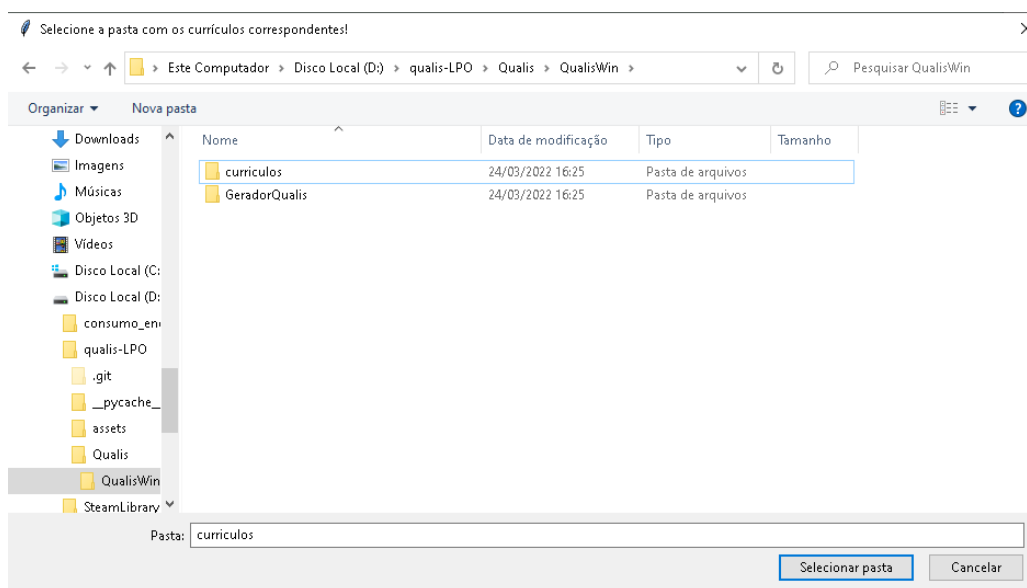 Selecione a pasta com os currículos correspondentes!
Este Computador > Disco Local (D:) > qualis-LPO > Qualis > QualisWin >
Pesquisar QualisWin
Organizar
Nova pasta
Downloads
Imagens
Músicas
Objetos 3D
Vídeos
Disco Local (C:
Disco Local (D:
consumo_en
qualis-LPO
.git
__pycache_
assets
Qualis
QualisWin
SteamLibrary
Nome Data de modificação Tipo Tamanho
curriculos 24/03/2022 16:25 Pasta de arquivos
GeradorQualis 24/03/2022 16:25 Pasta de arquivos
Pasta: curriculos
Selecionar pasta Cancelar